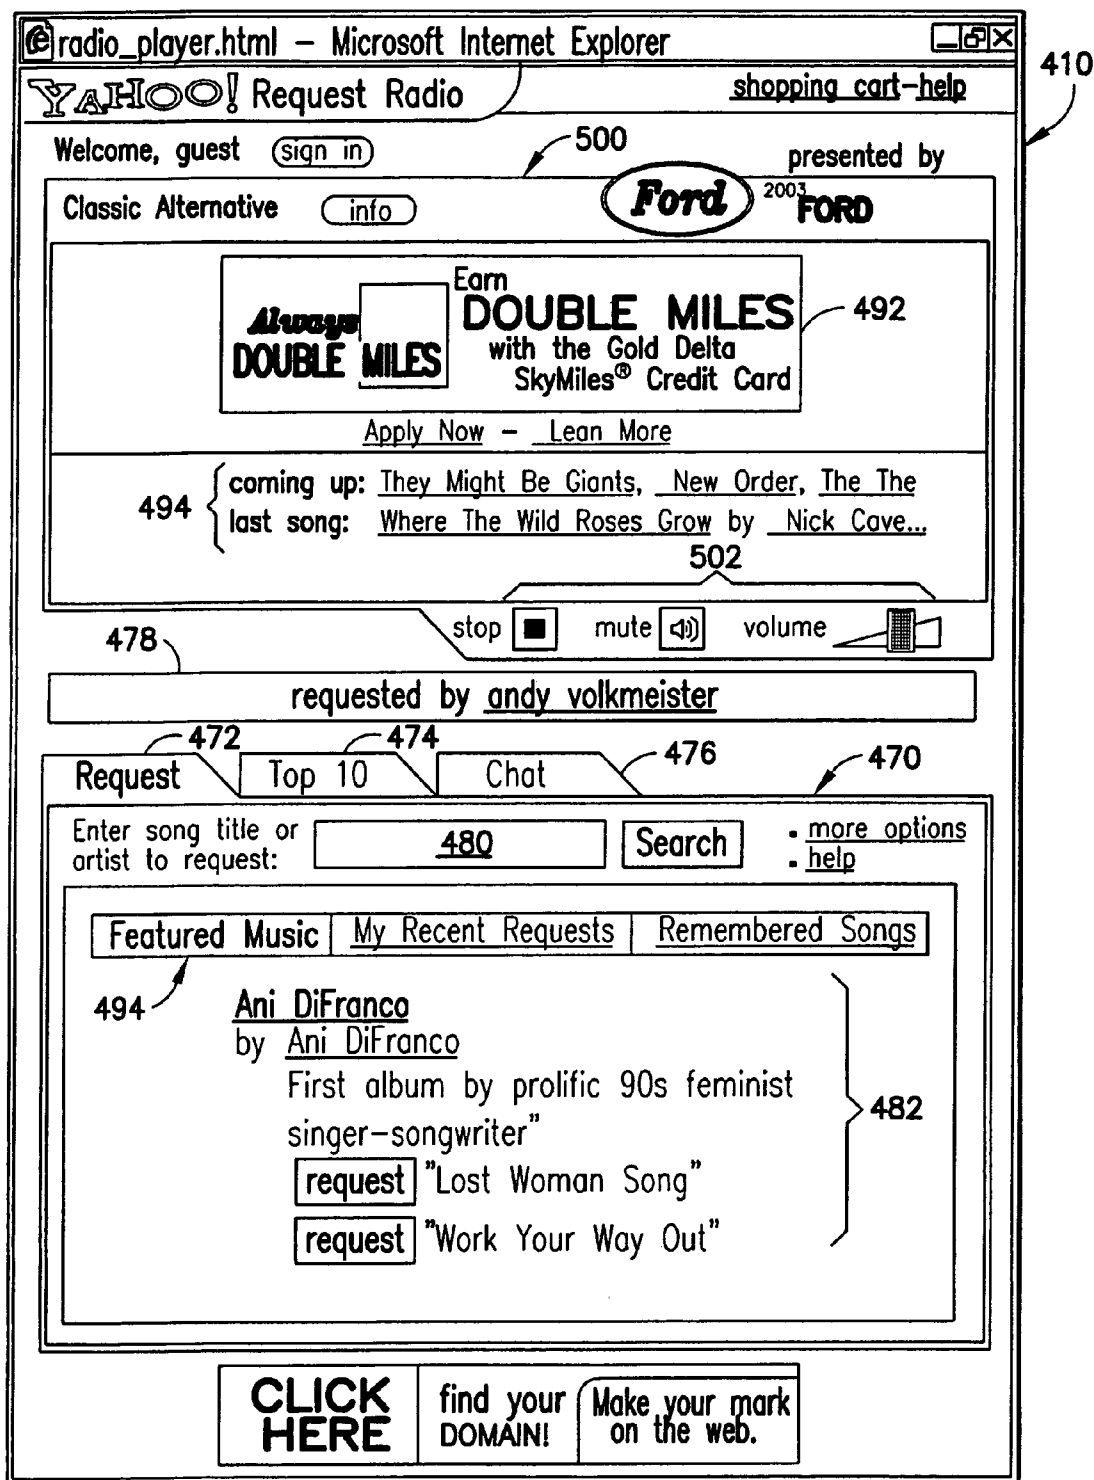 radio_player.html – Microsoft Internet Explorer
410
YAHOO! Request Radio
shopping cart-help
Welcome, guest sign in
500
presented by
Classic Alternative info
Ford 2003 FORD
Always
DOUBLE MILES
Earn
DOUBLE MILES
with the Gold Delta
SkyMiles® Credit Card
492
Apply Now – Lean More
494
coming up: They Might Be Giants, New Order, The The
last song: Where The Wild Roses Grow by Nick Cave...
502
stop mute volume
478
requested by andy volkmeister
472 474 476 470
Request Top 10 Chat
Enter song title or
artist to request:
480
Search
. more options
. help
Featured Music My Recent Requests Remembered Songs
494
Ani DiFranco
by Ani DiFranco
First album by prolific 90s feminist
singer-songwriter"
482
request "Lost Woman Song"
request "Work Your Way Out"
CLICK
HERE
find your
DOMAIN!
Make your mark
on the web.